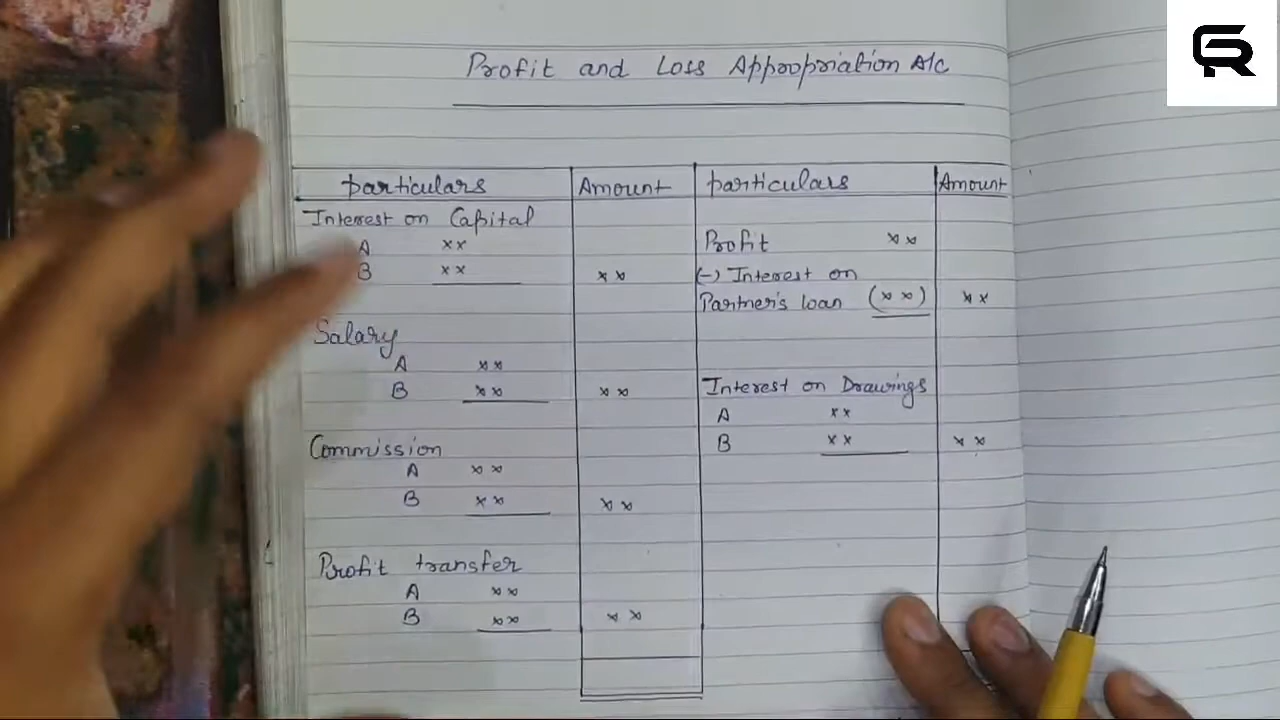 Profit and Loss Appropriation A/c
particulars Amount particulars Amount
Interest on Capital
A xx
B xx xx
Salary
A xx
B xx xx
Commission
A xx
B xx xx
Profit transfer
A xx
B xx xx
Profit xx
(-) Interest on
Partner's loan (xx) xx
Interest on Drawings
A xx
B xx xx
GR